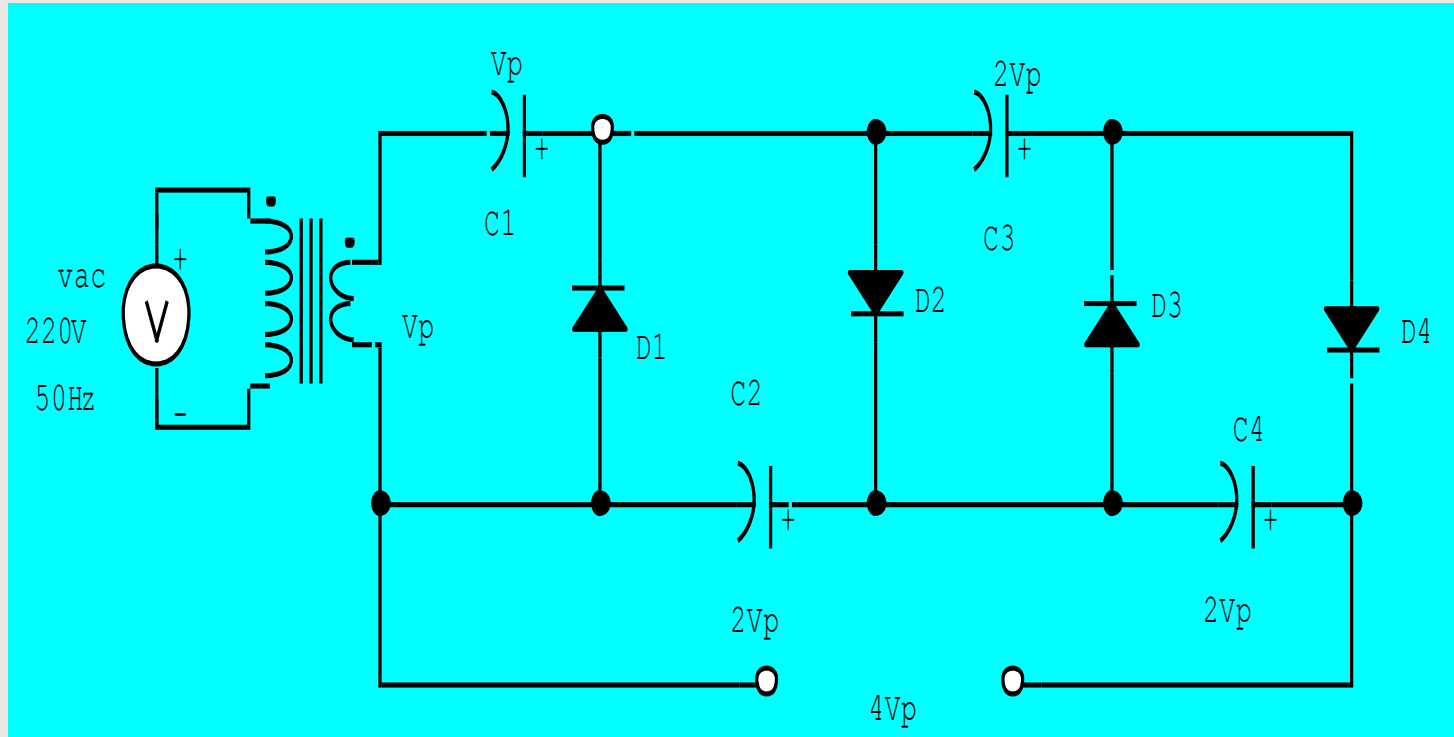 Vp
2Vp
+
+
C1
C3
+
vac
V
220V
50Hz
-
Vp
D1
D2
D3
D4
C2
C4
+
+
2Vp
2Vp
4Vp